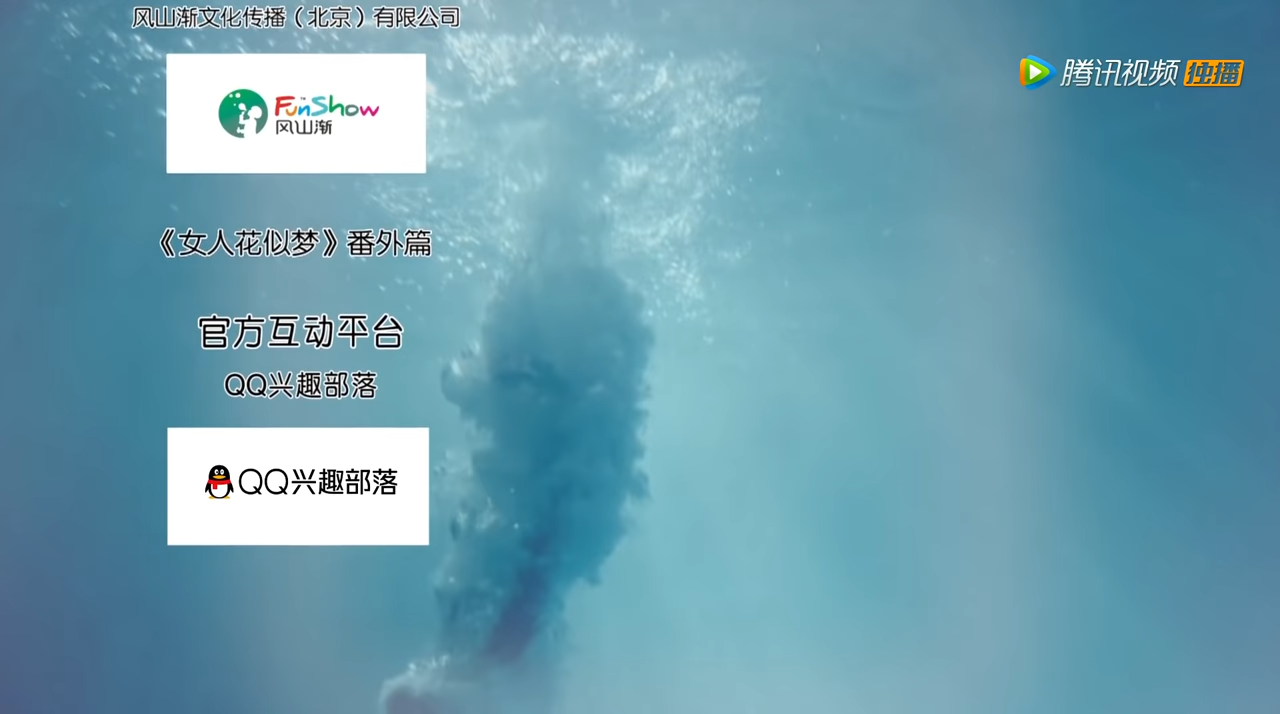 风山渐文化传播（北京）有限公司
腾讯视频 独播
FunShow
风山渐
《女人花似梦》番外篇
官方互动平台
QQ兴趣部落
QQ兴趣部落